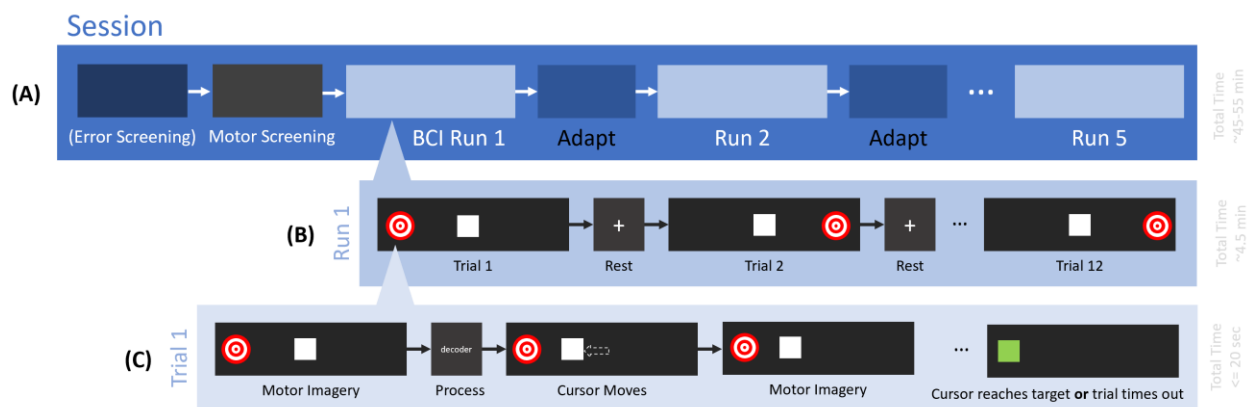 Session
(A)
(Error Screening)
Motor Screening
BCI Run 1
Adapt
Run 2
Adapt
...
Run 5
Total Time
~45-55 min
(B)
Run 1
Trial 1
+
Rest
Trial 2
+
Rest
...
Trial 12
Total Time
~4.5 min
(C)
Trial 1
Motor Imagery
decoder
Process
Cursor Moves
Motor Imagery
...
Cursor reaches target or trial times out
Total Time
<= 20 sec